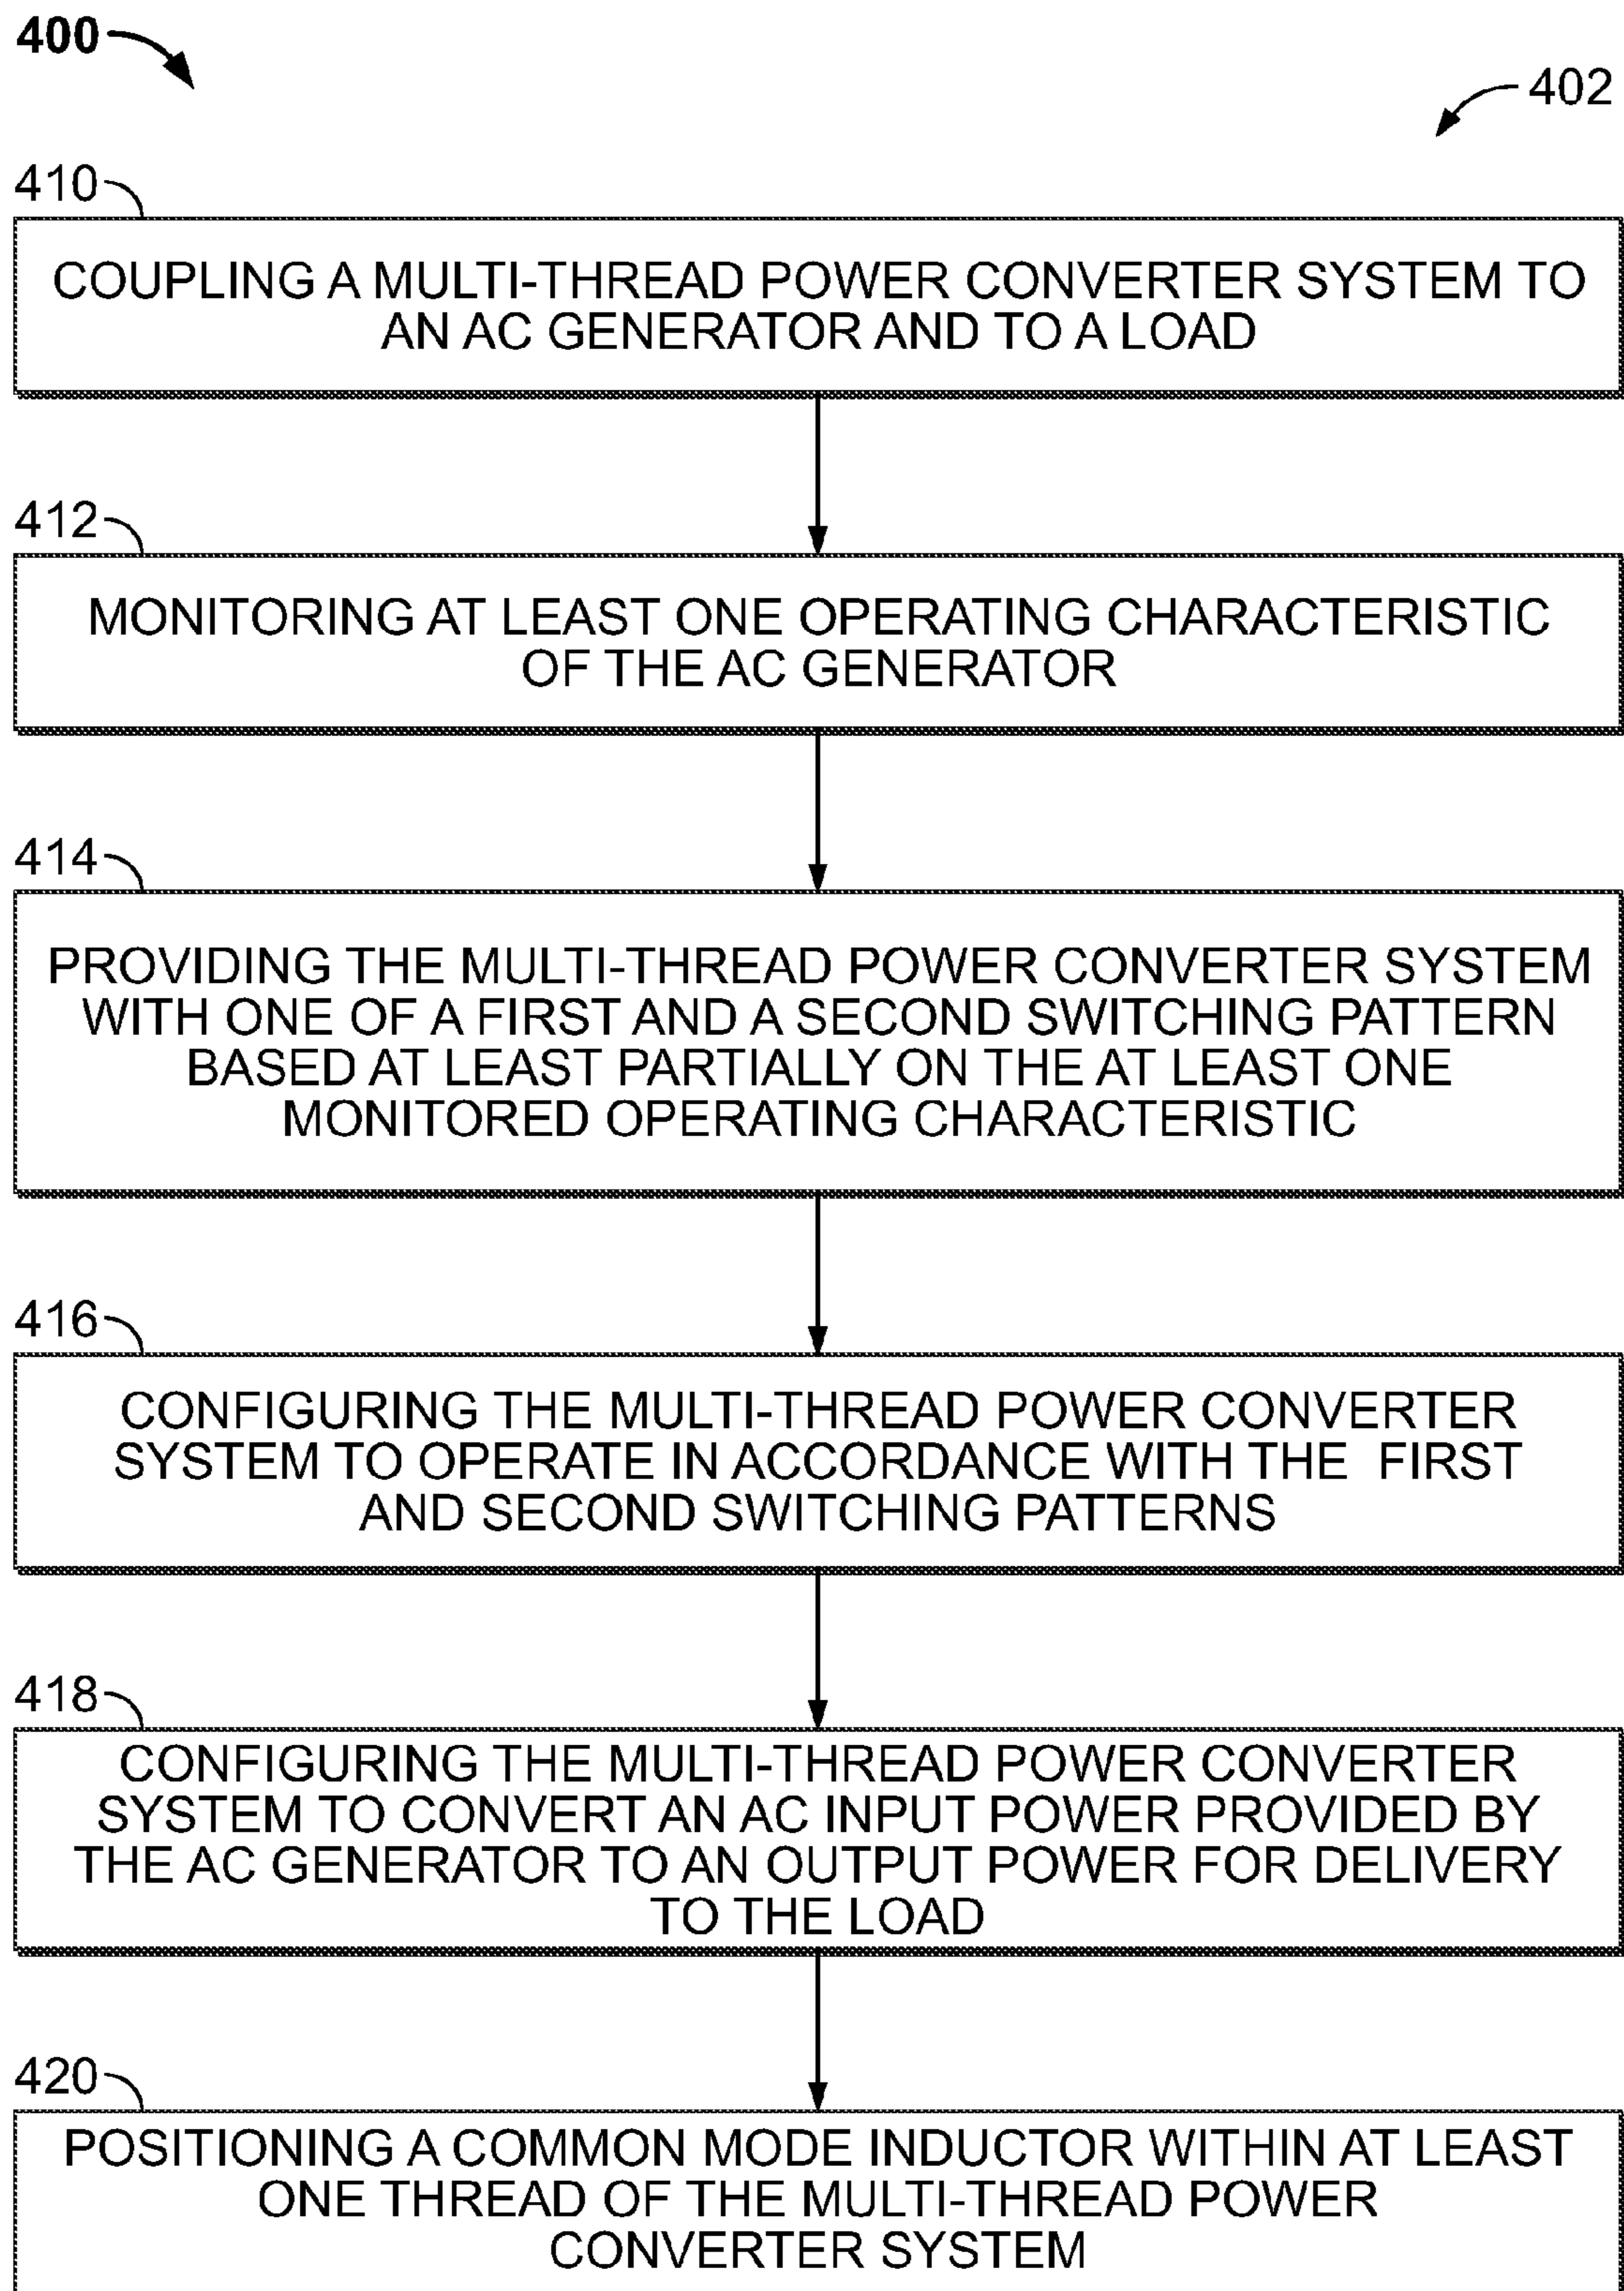 400
402
410
COUPLING A MULTI-THREAD POWER CONVERTER SYSTEM TO
AN AC GENERATOR AND TO A LOAD
412
MONITORING AT LEAST ONE OPERATING CHARACTERISTIC
OF THE AC GENERATOR
414
PROVIDING THE MULTI-THREAD POWER CONVERTER SYSTEM
WITH ONE OF A FIRST AND A SECOND SWITCHING PATTERN
BASED AT LEAST PARTIALLY ON THE AT LEAST ONE
MONITORED OPERATING CHARACTERISTIC
416
CONFIGURING THE MULTI-THREAD POWER CONVERTER
SYSTEM TO OPERATE IN ACCORDANCE WITH THE FIRST
AND SECOND SWITCHING PATTERNS
418
CONFIGURING THE MULTI-THREAD POWER CONVERTER
SYSTEM TO CONVERT AN AC INPUT POWER PROVIDED BY
THE AC GENERATOR TO AN OUTPUT POWER FOR DELIVERY
TO THE LOAD
420
POSITIONING A COMMON MODE INDUCTOR WITHIN AT LEAST
ONE THREAD OF THE MULTI-THREAD POWER
CONVERTER SYSTEM